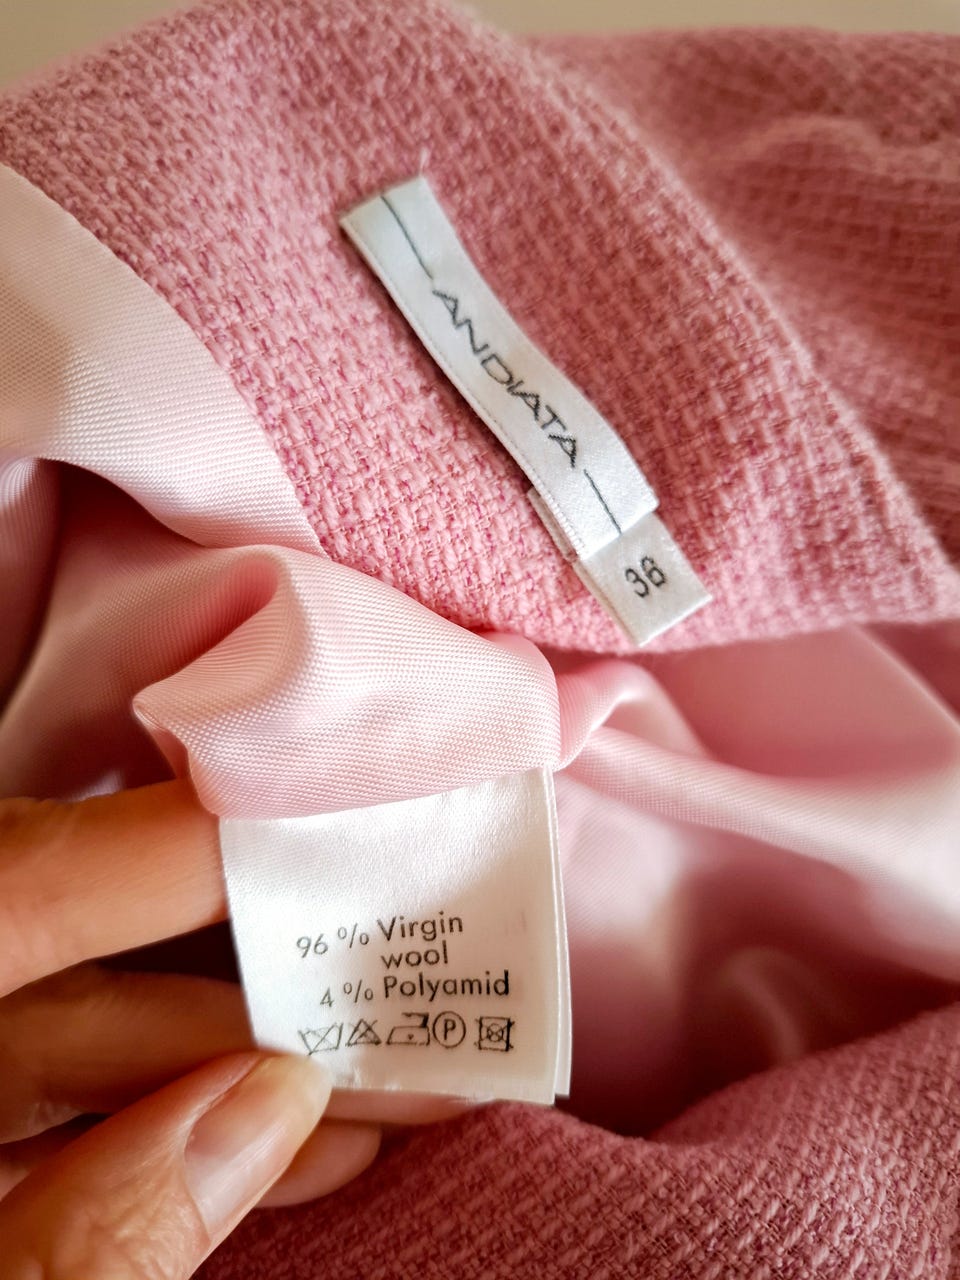 ANDIATA
36
96 % Virgin
wool
4 % Polyamid
P